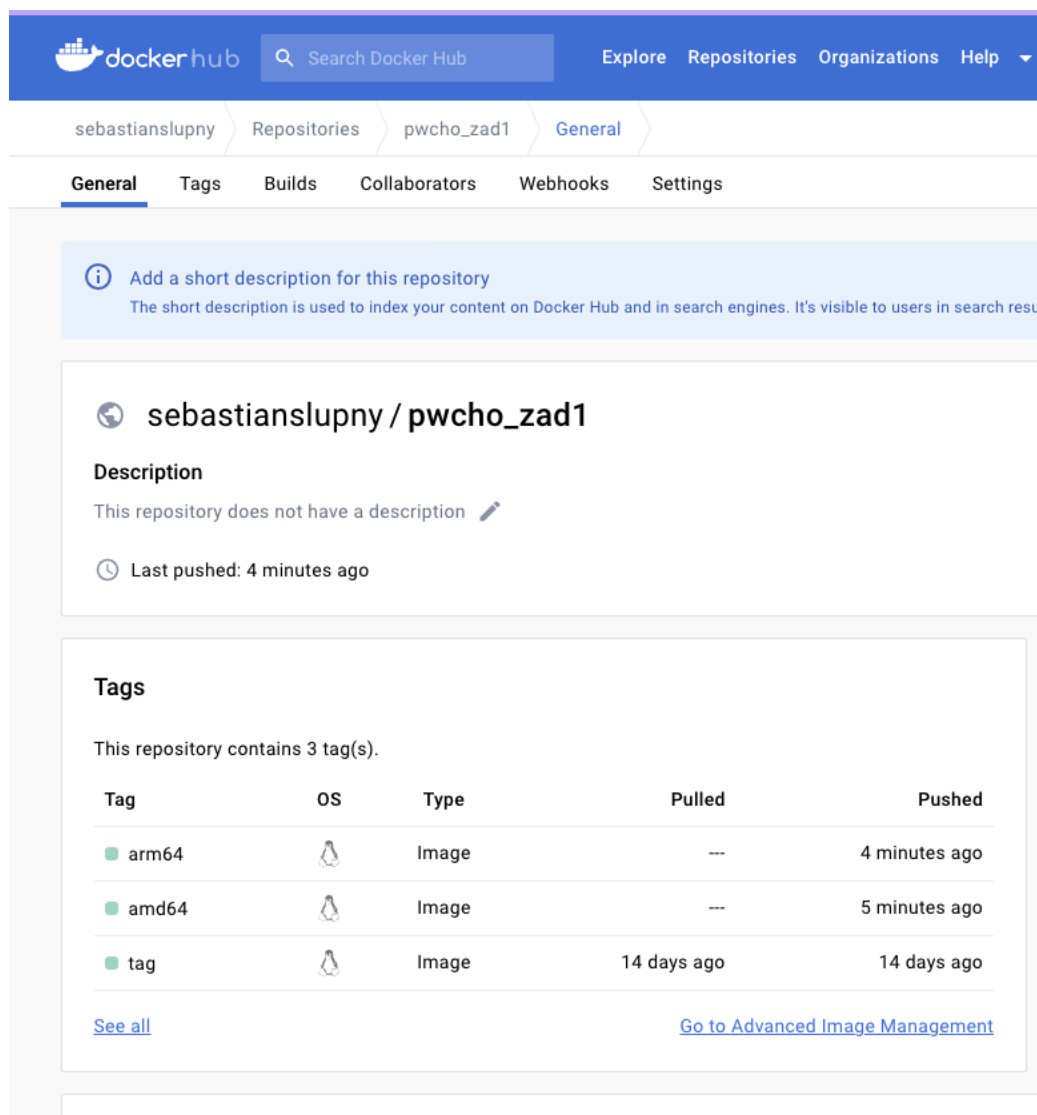 dockerhub Search Docker Hub Explore Repositories Organizations Help
sebastianslupny Repositories pwcho_zad1 General
General Tags Builds Collaborators Webhooks Settings
Add a short description for this repository
The short description is used to index your content on Docker Hub and in search engines. It's visible to users in search resu
sebastianslupny / pwcho_zad1
Description
This repository does not have a description
Last pushed: 4 minutes ago
Tags
This repository contains 3 tag(s).
Tag OS Type Pulled Pushed
arm64 Image --- 4 minutes ago
amd64 Image --- 5 minutes ago
tag Image 14 days ago 14 days ago
See all Go to Advanced Image Management